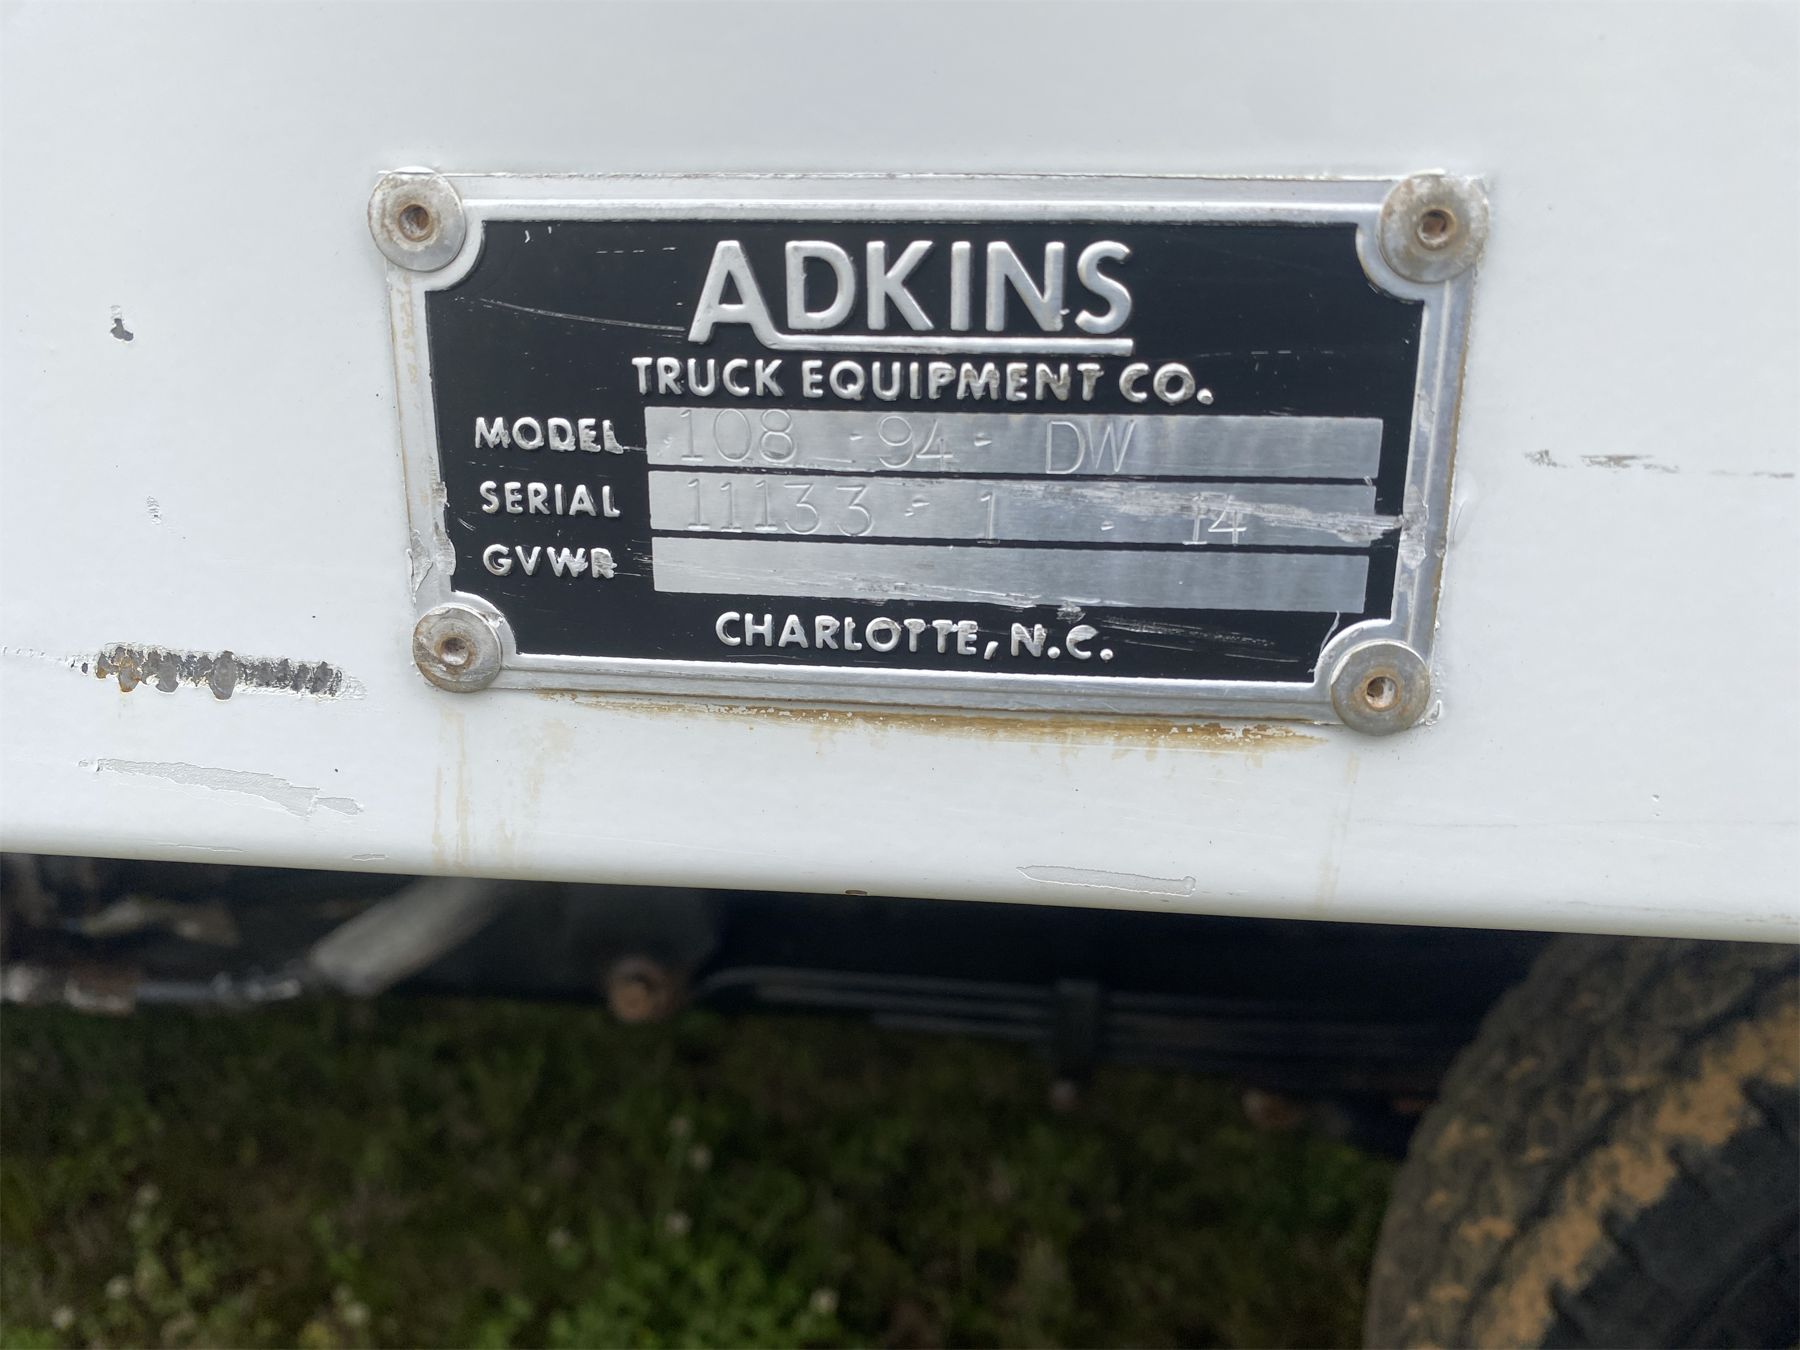 ADKINS
TRUCK EQUIPMENT CO.
MODEL 108 - 94 - DW
SERIAL 11133 - 1 - 14
GVWR
CHARLOTTE, N.C.